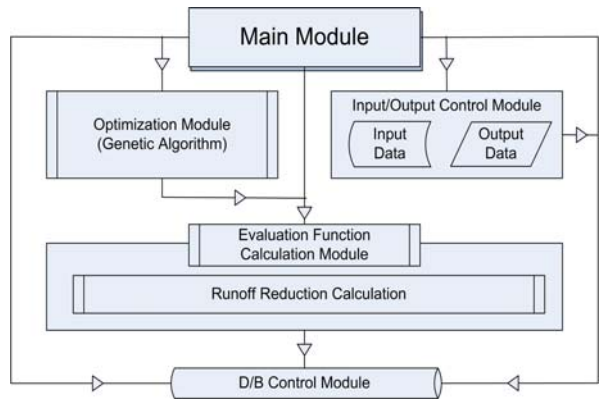 Main Module
Optimization Module
(Genetic Algorithm)
Input/Output Control Module
Input
Data
Output
Data
Evaluation Function
Calculation Module
Runoff Reduction Calculation
D/B Control Module